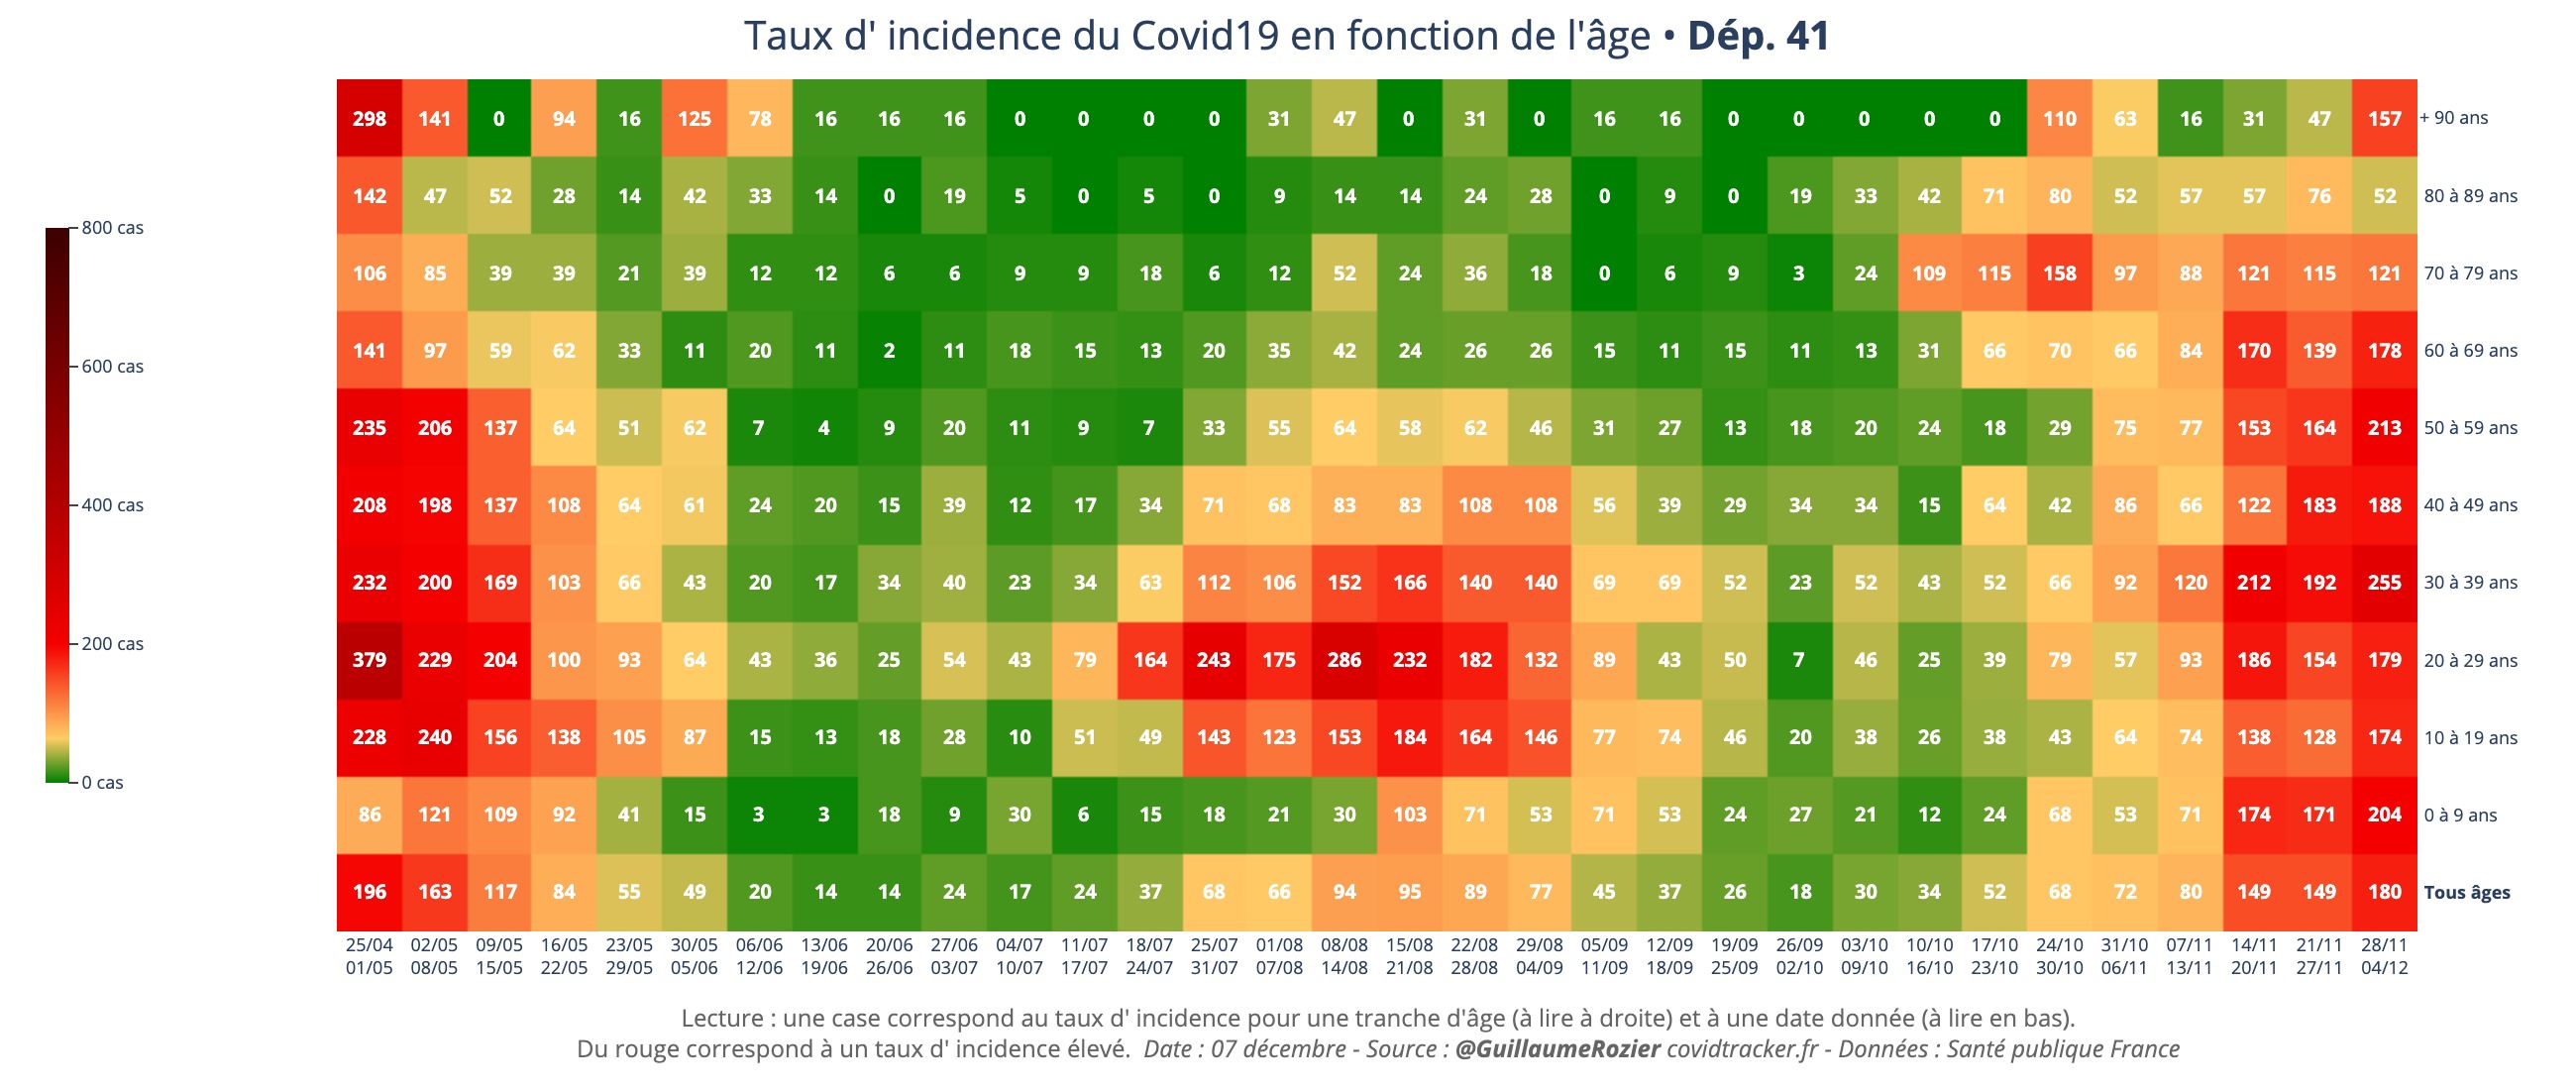 Taux d' incidence du Covid19 en fonction de l'âge • Dép. 41
800 cas
600 cas
400 cas
200 cas
0 cas
298 141 0 94 16 125 78 16 16 16 0 0 0 0 31 47 0 31 0 16 16 0 0 0 0 0 110 63 16 31 47 157 + 90 ans
142 47 52 28 14 42 33 14 0 19 5 0 5 0 9 14 14 24 28 0 9 0 19 33 42 71 80 52 57 57 76 52 80 à 89 ans
106 85 39 39 21 39 12 12 6 6 9 9 18 6 12 52 24 36 18 0 6 9 3 24 109 115 158 97 88 121 115 121 70 à 79 ans
141 97 59 62 33 11 20 11 2 11 18 15 13 20 35 42 24 26 26 15 11 15 11 13 31 66 70 66 84 170 139 178 60 à 69 ans
235 206 137 64 51 62 7 4 9 20 11 9 7 33 55 64 58 62 46 31 27 13 18 20 24 18 29 75 77 153 164 213 50 à 59 ans
208 198 137 108 64 61 24 20 15 39 12 17 34 71 68 83 83 108 108 56 39 29 34 34 15 64 42 86 66 122 183 188 40 à 49 ans
232 200 169 103 66 43 20 17 34 40 23 34 63 112 106 152 166 140 140 69 69 52 23 52 43 52 66 92 120 212 192 255 30 à 39 ans
379 229 204 100 93 64 43 36 25 54 43 79 164 243 175 286 232 182 132 89 43 50 7 46 25 39 79 57 93 186 154 179 20 à 29 ans
228 240 156 138 105 87 15 13 18 28 10 51 49 143 123 153 184 164 146 77 74 46 20 38 26 38 43 64 74 138 128 174 10 à 19 ans
86 121 109 92 41 15 3 3 18 9 30 6 15 18 21 30 103 71 53 71 53 24 27 21 12 24 68 53 71 174 171 204 0 à 9 ans
196 163 117 84 55 49 20 14 14 24 17 24 37 68 66 94 95 89 77 45 37 26 18 30 34 52 68 72 80 149 149 180 Tous âges
25/04 02/05 09/05 16/05 23/05 30/05 06/06 13/06 20/06 27/06 04/07 11/07 18/07 25/07 01/08 08/08 15/08 22/08 29/08 05/09 12/09 19/09 26/09 03/10 10/10 17/10 24/10 31/10 07/11 14/11 21/11 28/11
01/05 08/05 15/05 22/05 29/05 05/06 12/06 19/06 26/06 03/07 10/07 17/07 24/07 31/07 07/08 14/08 21/08 28/08 04/09 11/09 18/09 25/09 02/10 09/10 16/10 23/10 30/10 06/11 13/11 20/11 27/11 04/12
Lecture : une case correspond au taux d' incidence pour une tranche d'âge (à lire à droite) et à une date donnée (à lire en bas).
Du rouge correspond à un taux d' incidence élevé. Date : 07 décembre - Source : @GuillaumeRozier covidtracker.fr - Données : Santé publique France